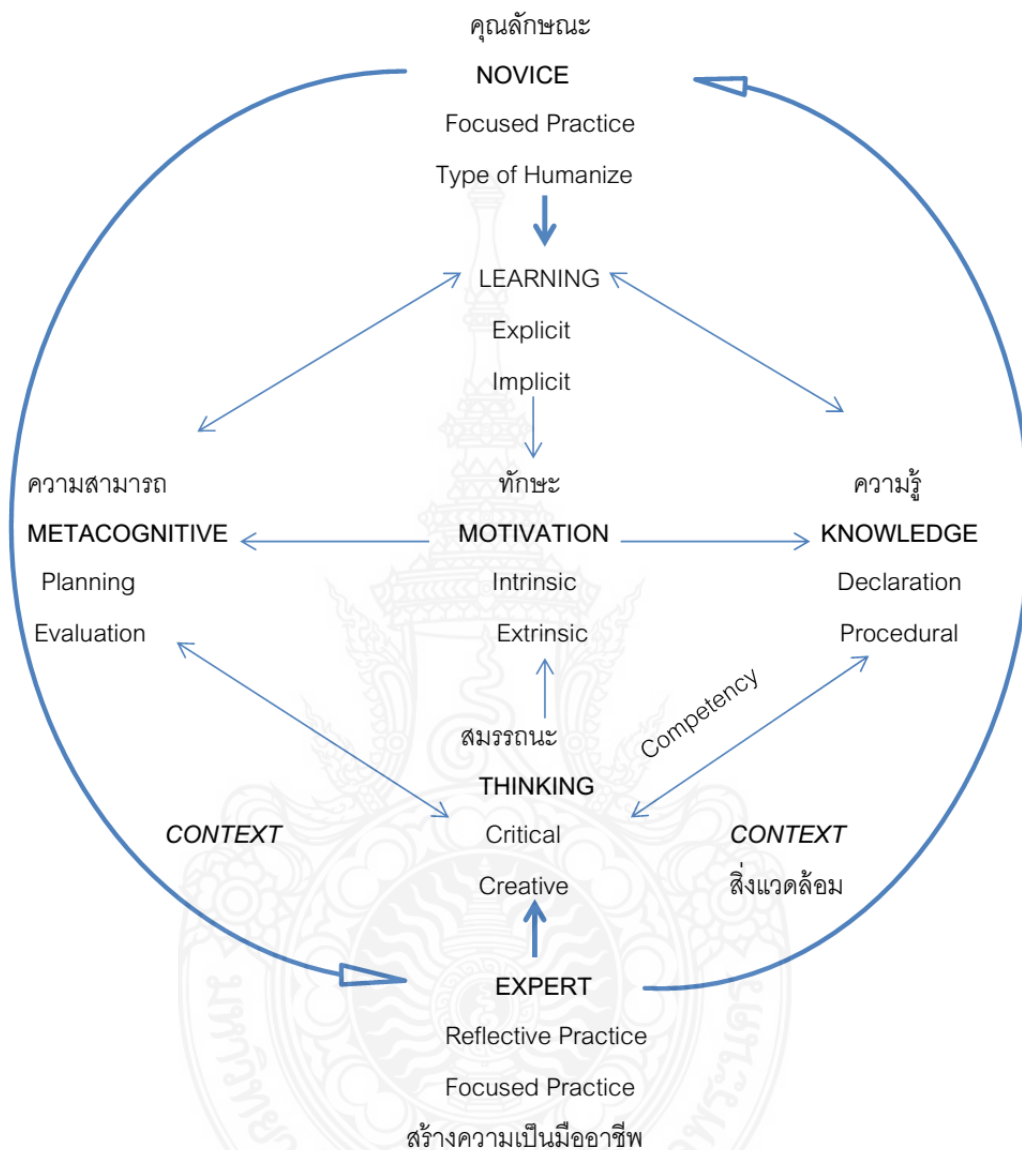 คุณลักษณะ
NOVICE
Focused Practice
Type of Humanize
LEARNING
Explicit
Implicit
ความสามารถ
METACOGNITIVE
Planning
Evaluation
ทักษะ
MOTIVATION
Intrinsic
Extrinsic
ความรู้
KNOWLEDGE
Declaration
Procedural
Competency
สมรรถนะ
THINKING
Critical
Creative
CONTEXT
CONTEXT
สิ่งแวดล้อม
EXPERT
Reflective Practice
Focused Practice
สร้างความเป็นมืออาชีพ